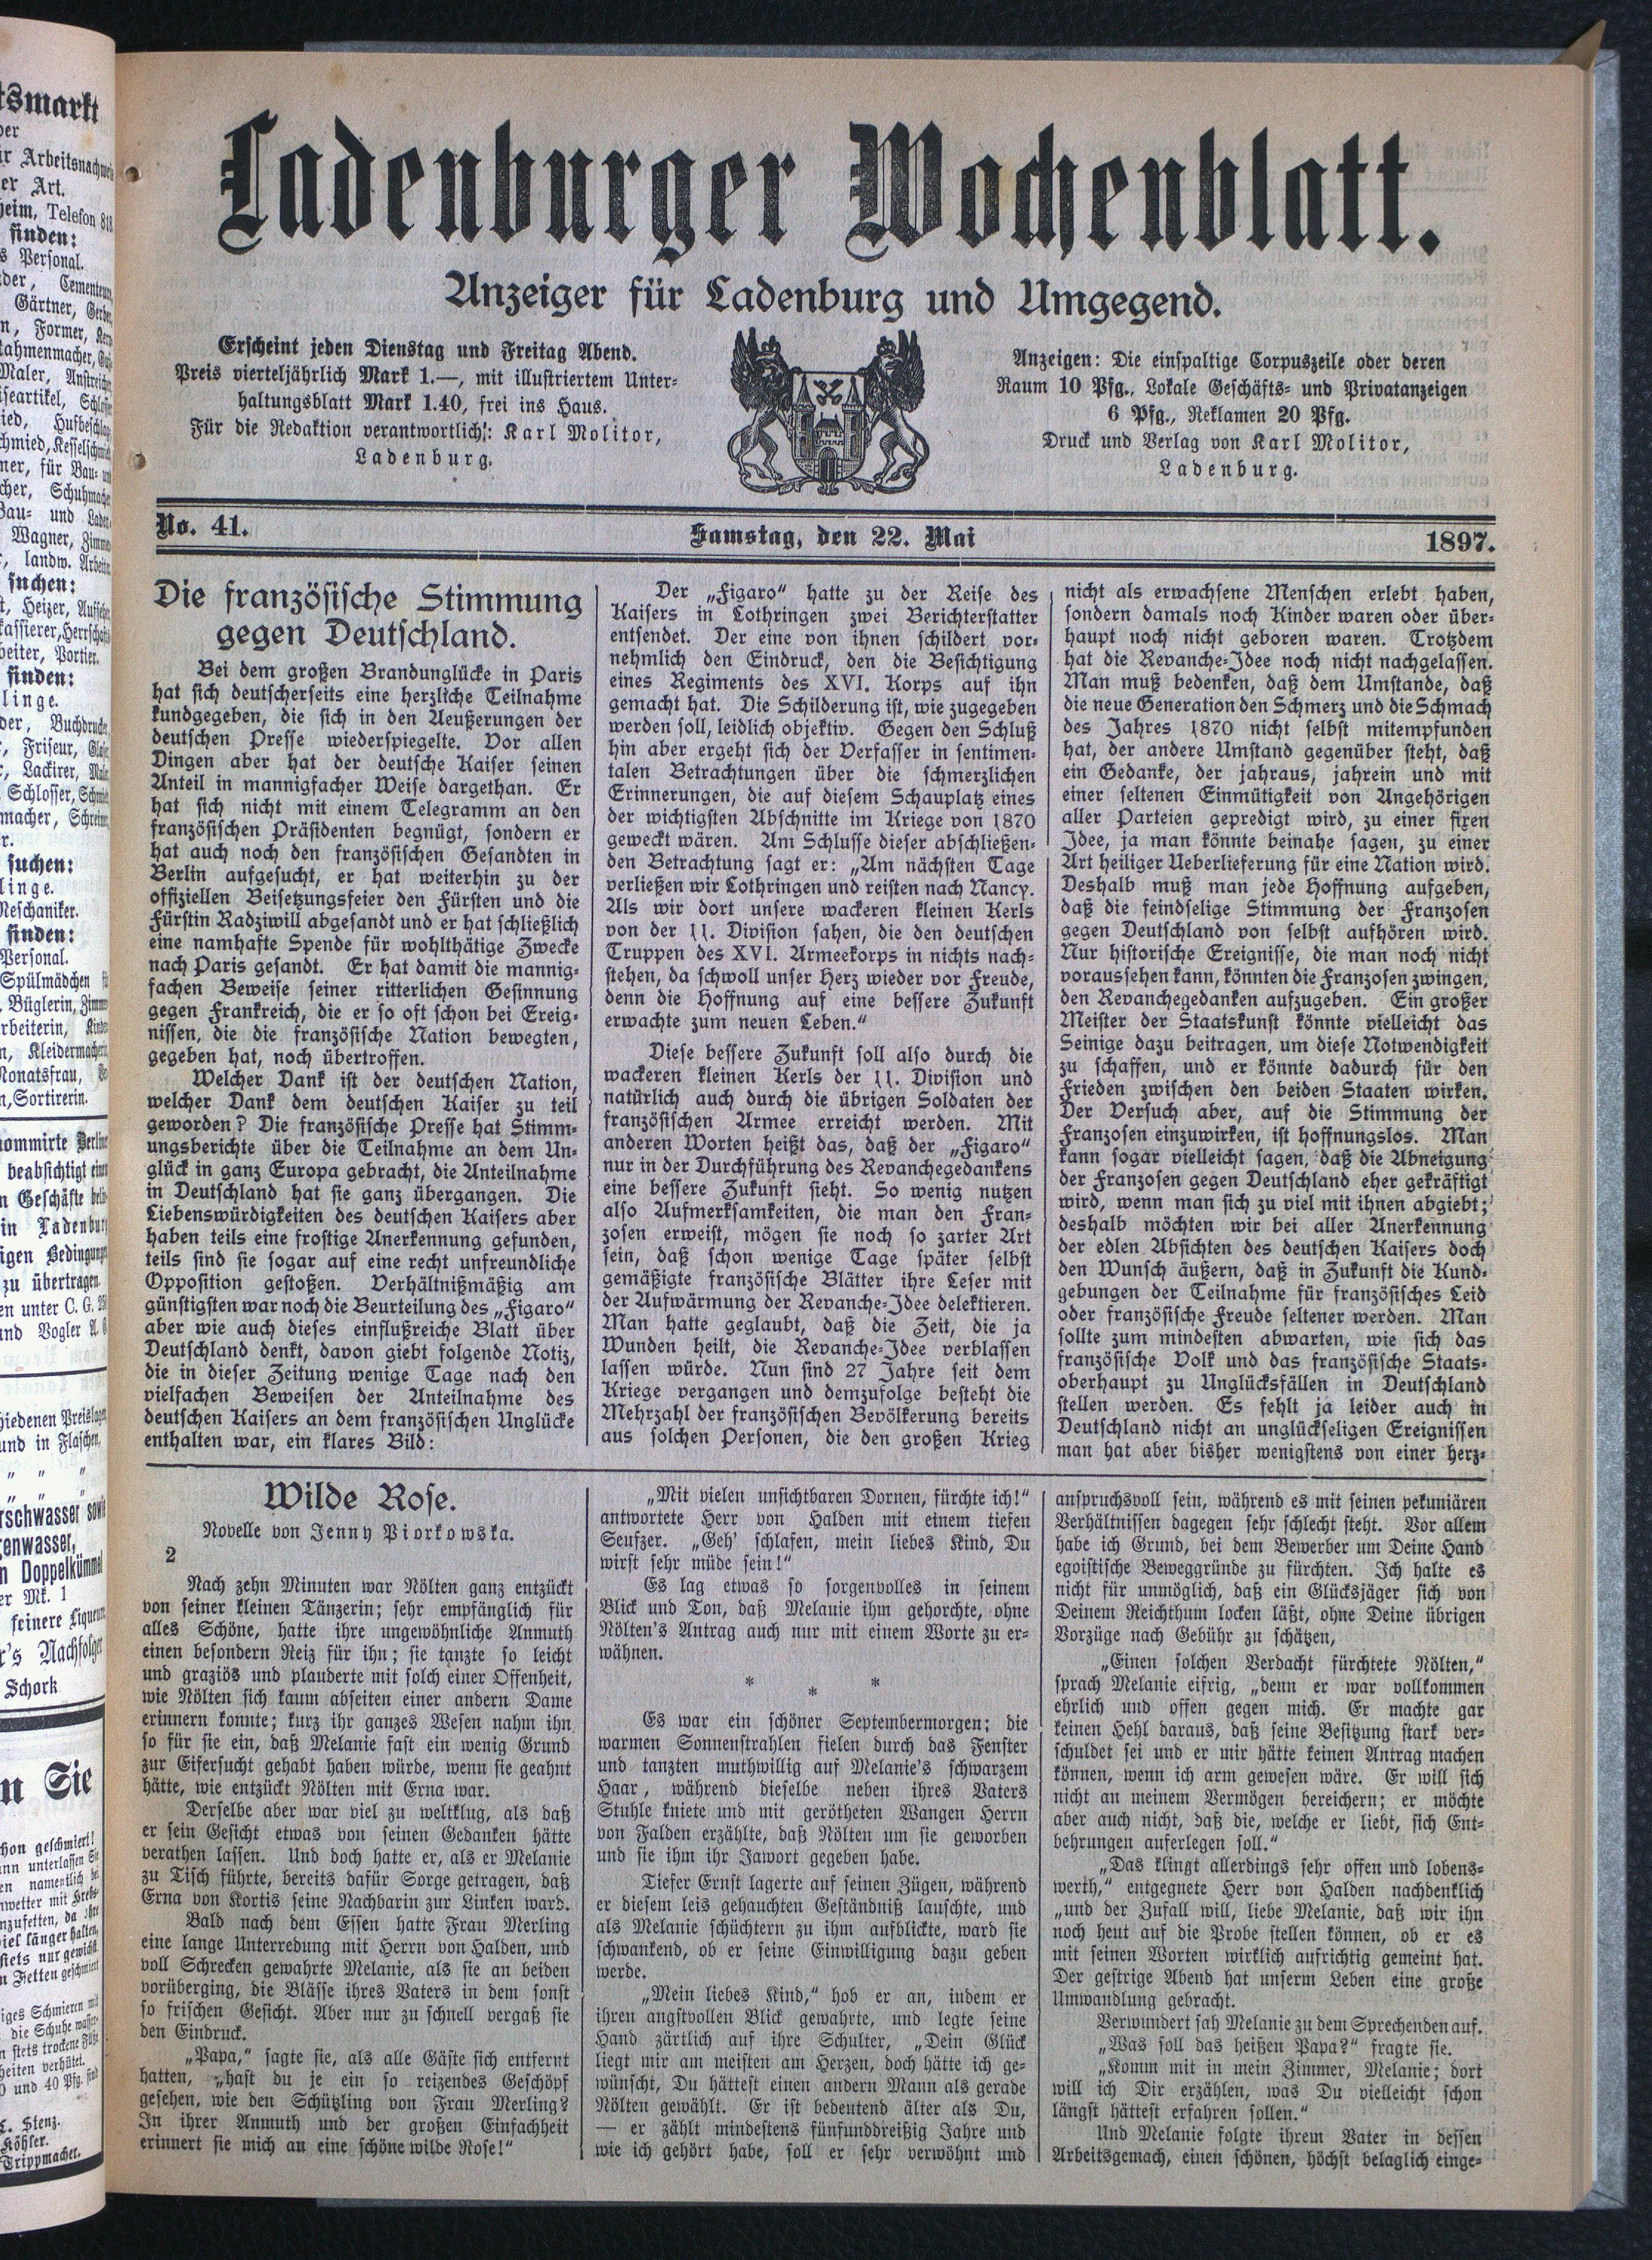 Ladenburger Wochenblatt.
Anzeiger für Ladenburg und Umgegend.
Erscheint jeden Dienstag und Freitag Abend.
Preis vierteljährlich Mark 1.—, mit illustriertem Unter-
haltungsblatt Mark 1.40, frei ins Haus.
Für die Redaktion verantwortlich: Karl Molitor,
Ladenburg.
Anzeigen: Die einspaltige Corpuszeile oder deren
Raum 10 Pfg., Lokale Geschäfts- und Privatanzeigen
6 Pfg., Reklamen 20 Pfg.
Druck und Verlag von Karl Molitor,
Ladenburg.
No. 41.
Samstag, den 22. Mai
1897.
Die französische Stimmung
gegen Deutschland.
Bei dem großen Brandunglücke in Paris
hat sich deutscherseits eine herzliche Teilnahme
kundgegeben, die sich in den Aeußerungen der
deutschen Presse wiederspiegelte. Vor allen
Dingen aber hat der deutsche Kaiser seinen
Anteil in mannigfacher Weise dargethan. Er
hat sich nicht mit einem Telegramm an den
französischen Präsidenten begnügt, sondern er
hat auch noch den französischen Gesandten in
Berlin aufgesucht, er hat weiterhin zu der
offiziellen Beisetzungsfeier den Fürsten und die
Fürstin Radziwill abgesandt und er hat schließlich
eine namhafte Spende für wohlthätige Zwecke
nach Paris gesandt. Er hat damit die mannig-
fachen Beweise seiner ritterlichen Gesinnung
gegen Frankreich, die er so oft schon bei Ereig-
nissen, die die französische Nation bewegten,
gegeben hat, noch übertroffen.
Welcher Dank ist der deutschen Nation,
welcher Dank dem deutschen Kaiser zu teil
geworden? Die französische Presse hat Stimm-
ungsberichte über die Teilnahme an dem Un-
glück in ganz Europa gebracht, die Anteilnahme
in Deutschland hat sie ganz übergangen. Die
Liebenswürdigkeiten des deutschen Kaisers aber
haben teils eine frostige Anerkennung gefunden,
teils sind sie sogar auf eine recht unfreundliche
Opposition gestoßen. Verhältnißmäßig am
günstigsten war noch die Beurteilung des „Figaro“
aber wie auch dieses einflußreiche Blatt über
Deutschland denkt, davon giebt folgende Notiz,
die in dieser Zeitung wenige Tage nach den
vielfachen Beweisen der Anteilnahme des
deutschen Kaisers an dem französischen Unglücke
enthalten war, ein klares Bild:
Der „Figaro“ hatte zu der Reise des
Kaisers in Lothringen zwei Berichterstatter
entsendet. Der eine von ihnen schildert vor-
nehmlich den Eindruck, den die Besichtigung
eines Regiments des XVI. Korps auf ihn
gemacht hat. Die Schilderung ist, wie zugegeben
werden soll, leidlich objektiv. Gegen den Schluß
hin aber ergeht sich der Verfasser in sentimen-
talen Betrachtungen über die schmerzlichen
Erinnerungen, die auf diesem Schauplatz eines
der wichtigsten Abschnitte im Kriege von 1870
geweckt wären. Am Schlusse dieser abschließen-
den Betrachtung sagt er: „Am nächsten Tage
verließen wir Lothringen und reisten nach Nancy.
Als wir dort unsere wackeren kleinen Kerls
von der 11. Division sahen, die den deutschen
Truppen des XVI. Armeekorps in nichts nach-
stehen, da schwoll unser Herz wieder vor Freude,
denn die Hoffnung auf eine bessere Zukunft
erwachte zum neuen Leben.“
Diese bessere Zukunft soll also durch die
wackeren kleinen Kerls der 11. Division und
natürlich auch durch die übrigen Soldaten der
französischen Armee erreicht werden. Mit
anderen Worten heißt das, daß der „Figaro“
nur in der Durchführung des Revanchegedankens
eine bessere Zukunft sieht. So wenig nutzen
also Aufmerksamkeiten, die man den Fran-
zosen erweist, mögen sie noch so zarter Art
sein, daß schon wenige Tage später selbst
gemäßigte französische Blätter ihre Leser mit
der Aufwärmung der Revanche-Idee delektieren.
Man hatte geglaubt, daß die Zeit, die ja
Wunden heilt, die Revanche-Idee verblassen
lassen würde. Nun sind 27 Jahre seit dem
Kriege vergangen und demzufolge besteht die
Mehrzahl der französischen Bevölkerung bereits
aus solchen Personen, die den großen Krieg
nicht als erwachsene Menschen erlebt haben,
sondern damals noch Kinder waren oder über-
haupt noch nicht geboren waren. Trotzdem
hat die Revanche-Idee noch nicht nachgelassen.
Man muß bedenken, daß dem Umstande, daß
die neue Generation den Schmerz und die Schmach
des Jahres 1870 nicht selbst mitempfunden
hat, der andere Umstand gegenüber steht, daß
ein Gedanke, der jahraus, jahrein und mit
einer seltenen Einmütigkeit von Angehörigen
aller Parteien gepredigt wird, zu einer fixen
Idee, ja man könnte beinahe sagen, zu einer
Art heiliger Ueberlieferung für eine Nation wird.
Deshalb muß man jede Hoffnung aufgeben,
daß die feindselige Stimmung der Franzosen
gegen Deutschland von selbst aufhören wird.
Nur historische Ereignisse, die man noch nicht
voraussehen kann, könnten die Franzosen zwingen,
den Revanchegedanken aufzugeben. Ein großer
Meister der Staatskunst könnte vielleicht das
Seinige dazu beitragen, um diese Notwendigkeit
zu schaffen, und er könnte dadurch für den
Frieden zwischen den beiden Staaten wirken.
Der Versuch aber, auf die Stimmung der
Franzosen einzuwirken, ist hoffnungslos. Man
kann sogar vielleicht sagen, daß die Abneigung
der Franzosen gegen Deutschland eher gekräftigt
wird, wenn man sich zu viel mit ihnen abgiebt;
deshalb möchten wir bei aller Anerkennung
der edlen Absichten des deutschen Kaisers doch
den Wunsch äußern, daß in Zukunft die Kund-
gebungen der Teilnahme für französisches Leid
oder französische Freude seltener werden. Man
sollte zum mindesten abwarten, wie sich das
französische Volk und das französische Staats-
oberhaupt zu Unglücksfällen in Deutschland
stellen werden. Es fehlt ja leider auch in
Deutschland nicht an unglückseligen Ereignissen
man hat aber bisher wenigstens von einer herz-
Wilde Rose.
Novelle von Jenny Piorkowska.
2
Nach zehn Minuten war Nölten ganz entzückt
von seiner kleinen Tänzerin; sehr empfänglich für
alles Schöne, hatte ihre ungewöhnliche Anmuth
einen besondern Reiz für ihn; sie tanzte so leicht
und graziös und plauderte mit solch einer Offenheit,
wie Nölten sich kaum abseiten einer andern Dame
erinnern konnte; kurz ihr ganzes Wesen nahm ihn
so für sie ein, daß Melanie fast ein wenig Grund
zur Eifersucht gehabt haben würde, wenn sie geahnt
hätte, wie entzückt Nölten mit Erna war.
Derselbe aber war viel zu weltklug, als daß
er sein Gesicht etwas von seinen Gedanken hätte
verathen lassen. Und doch hatte er, als er Melanie
zu Tisch führte, bereits dafür Sorge getragen, daß
Erna von Kortis seine Nachbarin zur Linken ward.
Bald nach dem Essen hatte Frau Merling
eine lange Unterredung mit Herrn von Halden, und
voll Schrecken gewahrte Melanie, als sie an beiden
vorüberging, die Blässe ihres Vaters in dem sonst
so frischen Gesicht. Aber nur zu schnell vergaß sie
den Eindruck.
„Papa,“ sagte sie, als alle Gäste sich entfernt
hatten, „hast du je ein so reizendes Geschöpf
gesehen, wie den Schützling von Frau Merling?
In ihrer Anmuth und der großen Einfachheit
erinnert sie mich an eine schöne wilde Rose!“
„Mit vielen unsichtbaren Dornen, fürchte ich!“
antwortete Herr von Halden mit einem tiefen
Seufzer. „Geh' schlafen, mein liebes Kind, Du
wirst sehr müde sein!“
Es lag etwas so sorgenvolles in seinem
Blick und Ton, daß Melanie ihm gehorchte, ohne
Nölten's Antrag auch nur mit einem Worte zu er-
wähnen.
* * *
Es war ein schöner Septembermorgen; die
warmen Sonnenstrahlen fielen durch das Fenster
und tanzten muthwillig auf Melanie's schwarzem
Haar, während dieselbe neben ihres Vaters
Stuhle kniete und mit gerötheten Wangen Herrn
von Falden erzählte, daß Nölten um sie geworben
und sie ihm ihr Jawort gegeben habe.
Tiefer Ernst lagerte auf seinen Zügen, während
er diesem leis gehauchten Geständniß lauschte, und
als Melanie schüchtern zu ihm aufblickte, ward sie
schwankend, ob er seine Einwilligung dazu geben
werde.
„Mein liebes Kind,“ hob er an, indem er
ihren angstvollen Blick gewahrte, und legte seine
Hand zärtlich auf ihre Schulter, „Dein Glück
liegt mir am meisten am Herzen, doch hätte ich ge-
wünscht, Du hättest einen andern Mann als gerade
Nölten gewählt. Er ist bedeutend älter als Du,
— er zählt mindestens fünfunddreißig Jahre und
wie ich gehört habe, soll er sehr verwöhnt und
anspruchsvoll sein, während es mit seinen pekuniären
Verhältnissen dagegen sehr schlecht steht. Vor allem
habe ich Grund, bei dem Bewerber um Deine Hand
egoistische Beweggründe zu fürchten. Ich halte es
nicht für unmöglich, daß ein Glücksjäger sich von
Deinem Reichthum locken läßt, ohne Deine übrigen
Vorzüge nach Gebühr zu schätzen,
„Einen solchen Verdacht fürchtete Nölten,“
sprach Melanie eifrig, „denn er war vollkommen
ehrlich und offen gegen mich. Er machte gar
keinen Hehl daraus, daß seine Besitzung stark ver-
schuldet sei und er mir hätte keinen Antrag machen
können, wenn ich arm gewesen wäre. Er will sich
nicht an meinem Vermögen bereichern; er möchte
aber auch nicht, daß die, welche er liebt, sich Ent-
behrungen auferlegen soll.“
„Das klingt allerdings sehr offen und lobens-
werth,“ entgegnete Herr von Halden nachdenklich
„und der Zufall will, liebe Melanie, daß wir ihn
noch heut auf die Probe stellen können, ob er es
mit seinen Worten wirklich aufrichtig gemeint hat.
Der gestrige Abend hat unserm Leben eine große
Umwandlung gebracht.
Verwundert sah Melanie zu dem Sprechenden auf.
„Was soll das heißen Papa?“ fragte sie.
„Komm mit in mein Zimmer, Melanie; dort
will ich Dir erzählen, was Du vielleicht schon
längst hättest erfahren sollen.“
Und Melanie folgte ihrem Vater in dessen
Arbeitsgemach, einen schönen, höchst belaglich einge-